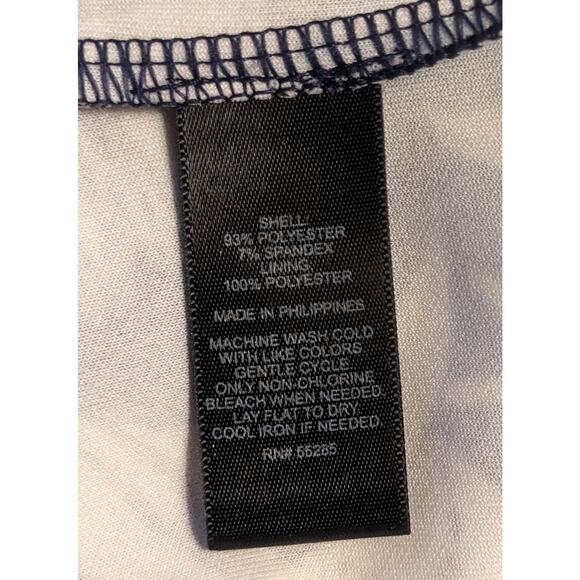 SHELL:
93% POLYESTER
7% SPANDEX
LINING:
100% POLYESTER
MADE IN PHILIPPINES
MACHINE WASH COLD
WITH LIKE COLORS.
GENTLE CYCLE.
ONLY NON-CHLORINE
BLEACH WHEN NEEDED.
LAY FLAT TO DRY.
COOL IRON IF NEEDED.
RN# 55285